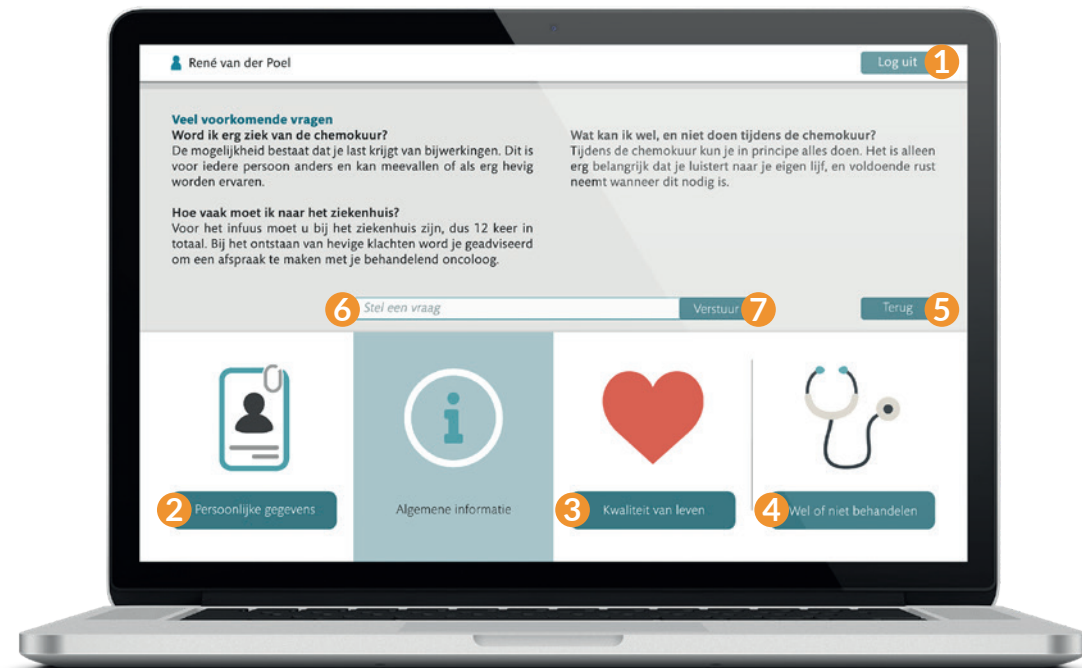 René van der Poel
Log uit
1
Veel voorkomende vragen
Word ik erg ziek van de chemokuur?
De mogelijkheid bestaat dat je last krijgt van bijwerkingen. Dit is
voor iedere persoon anders en kan meevallen of als erg hevig
worden ervaren.
Hoe vaak moet ik naar het ziekenhuis?
Voor het infuus moet u bij het ziekenhuis zijn, dus 12 keer in
totaal. Bij het ontstaan van hevige klachten word je geadviseerd
om een afspraak te maken met je behandelend oncoloog.
Wat kan ik wel, en niet doen tijdens de chemokuur?
Tijdens de chemokuur kun je in principe alles doen. Het is alleen
erg belangrijk dat je luistert naar je eigen lijf, en voldoende rust
neemt wanneer dit nodig is.
6
Stel een vraag
Verstuur
7
Terug
5
i
2
Persoonlijke gegevens
Algemene informatie
3
Kwaliteit van leven
4
Wel of niet behandelen